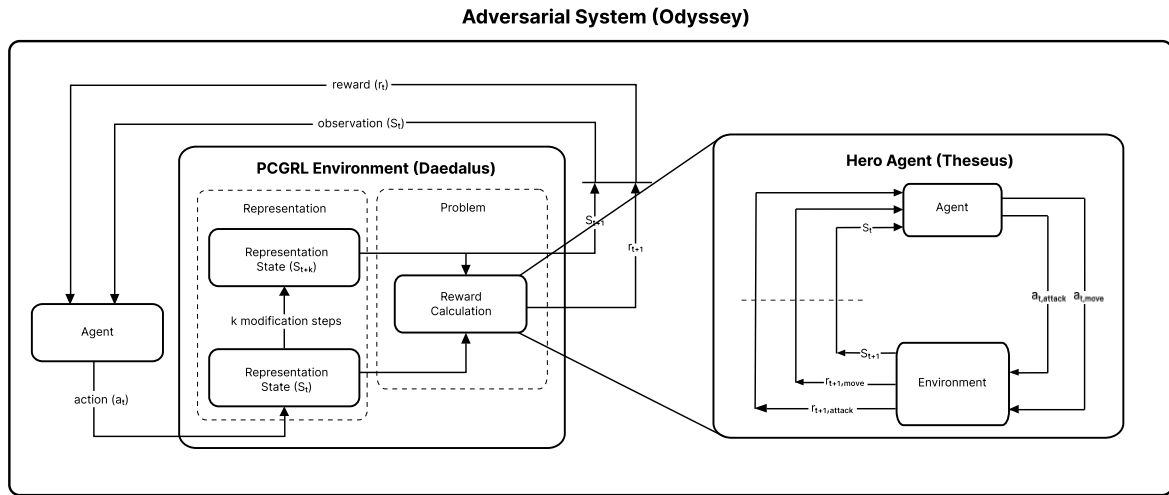 Adversarial System (Odyssey)
reward (rₜ)
observation (Sₜ)
PCGRL Environment (Daedalus)
Representation
Problem
Representation
State (Sₜ₊ₖ)
k modification steps
Representation
State (Sₜ)
Reward
Calculation
Sₜ₊₁
rₜ₊₁
Agent
action (aₜ)
Hero Agent (Theseus)
Agent
Sₜ
aₜ,attack
aₜ,move
Sₜ₊₁
rₜ₊₁,move
rₜ₊₁,attack
Environment